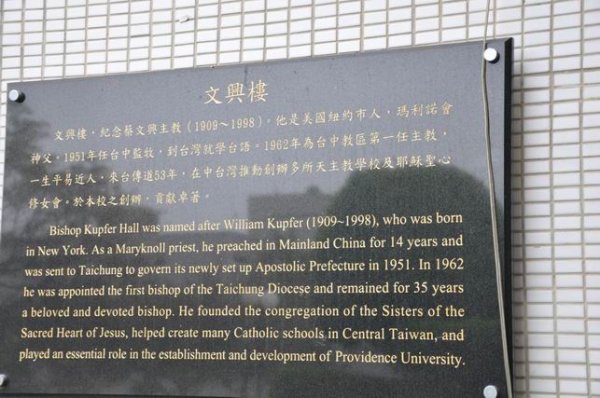 文興樓
文興樓，紀念蔡文興主教（1909～1998），他是美國紐約市人，瑪利諾會
神父。1951年任台中監牧，到台灣就學台語。1962年為台中教區第一任主教，
一生平易近人，來台傳道53年，在中台灣推動創辦多所天主教學校及耶穌聖心
修女會。於本校之創辦，貢獻卓著。
Bishop Kupfer Hall was named after William Kupfer (1909~1998), who was born
in New York. As a Maryknoll priest, he preached in Mainland China for 14 years and
was sent to Taichung to govern its newly set up Apostolic Prefecture in 1951. In 1962
he was appointed the first bishop of the Taichung Diocese and remained for 35 years
a beloved and devoted bishop. He founded the congregation of the Sisters of the
Sacred Heart of Jesus, helped create many Catholic schools in Central Taiwan, and
played an essential role in the establishment and development of Providence University.